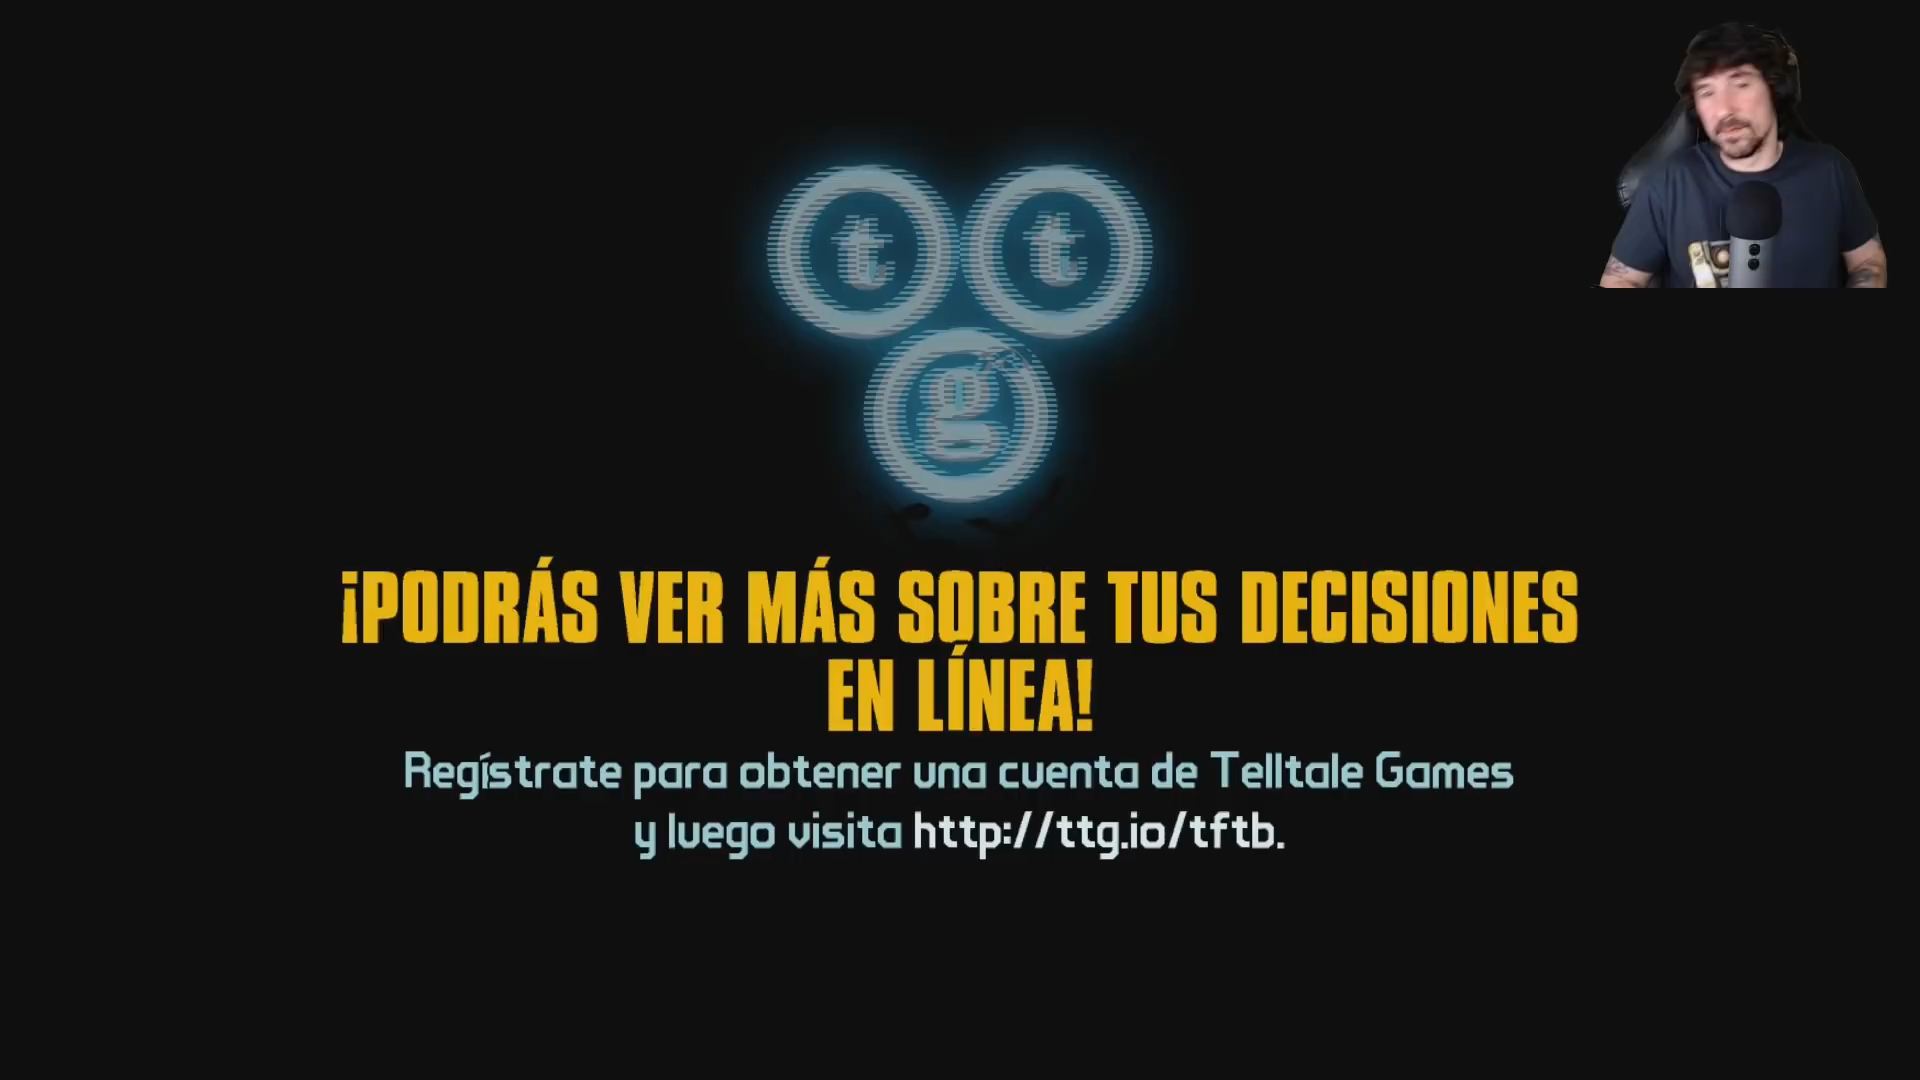 t t
g
¡PODRÁS VER MÁS SOBRE TUS DECISIONES
EN LÍNEA!
Regístrate para obtener una cuenta de Telltale Games
y luego visita http://ttg.io/tftb.